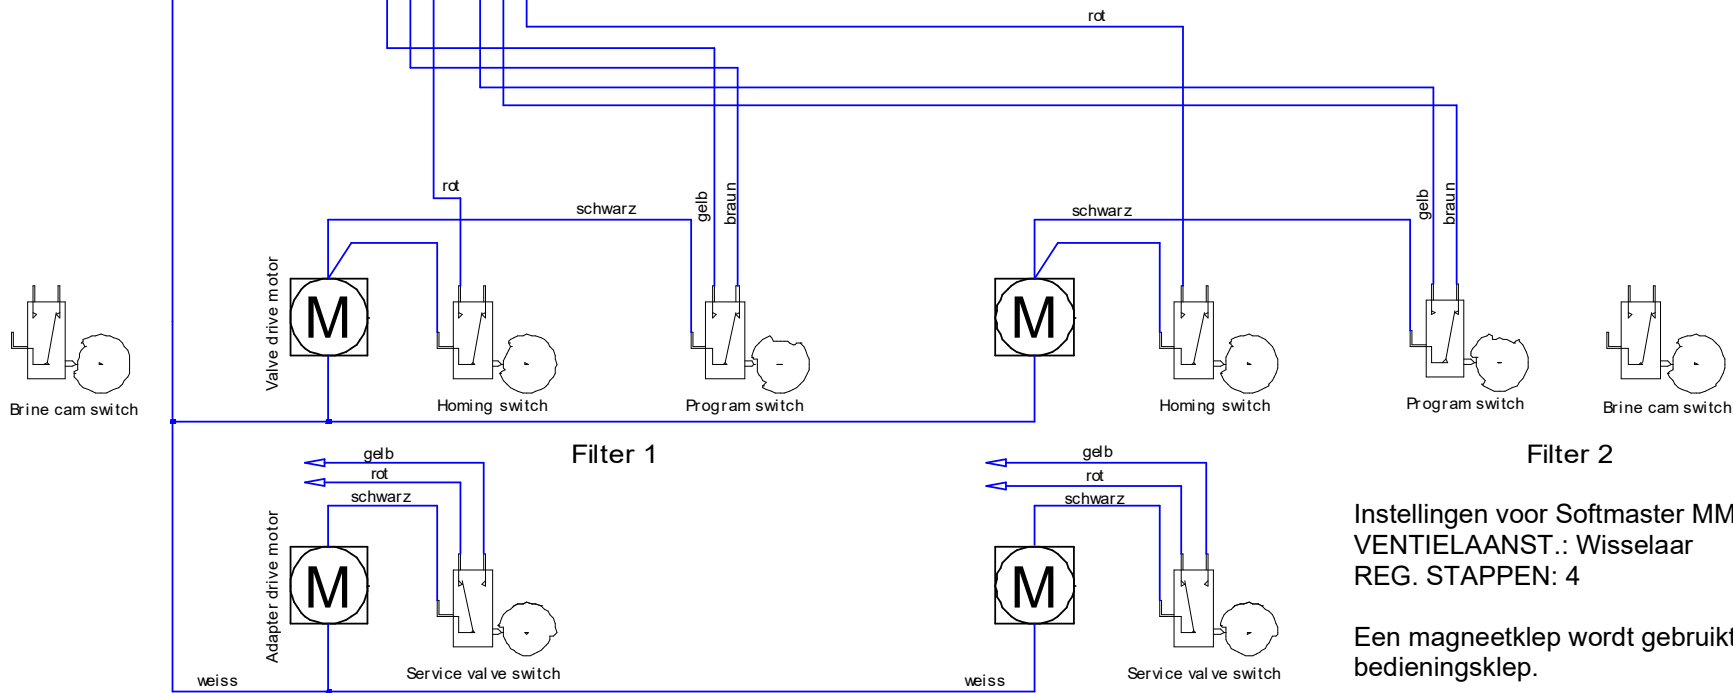 rot
rot
schwarz
gelb
braun
schwarz
gelb
braun
Valve drive motor
M
M
Brine cam switch
Homing switch
Program switch
Homing switch
Program switch
Brine cam switch
Filter 1
Filter 2
gelb
rot
schwarz
gelb
rot
schwarz
Adapter drive motor
M
M
Service valve switch
Service valve switch
weiss
weiss
Instellingen voor Softmaster MM
VENTIELAANST.: Wisselaar
REG. STAPPEN: 4
Een magneetklep wordt gebruikt
bedieningsklep.